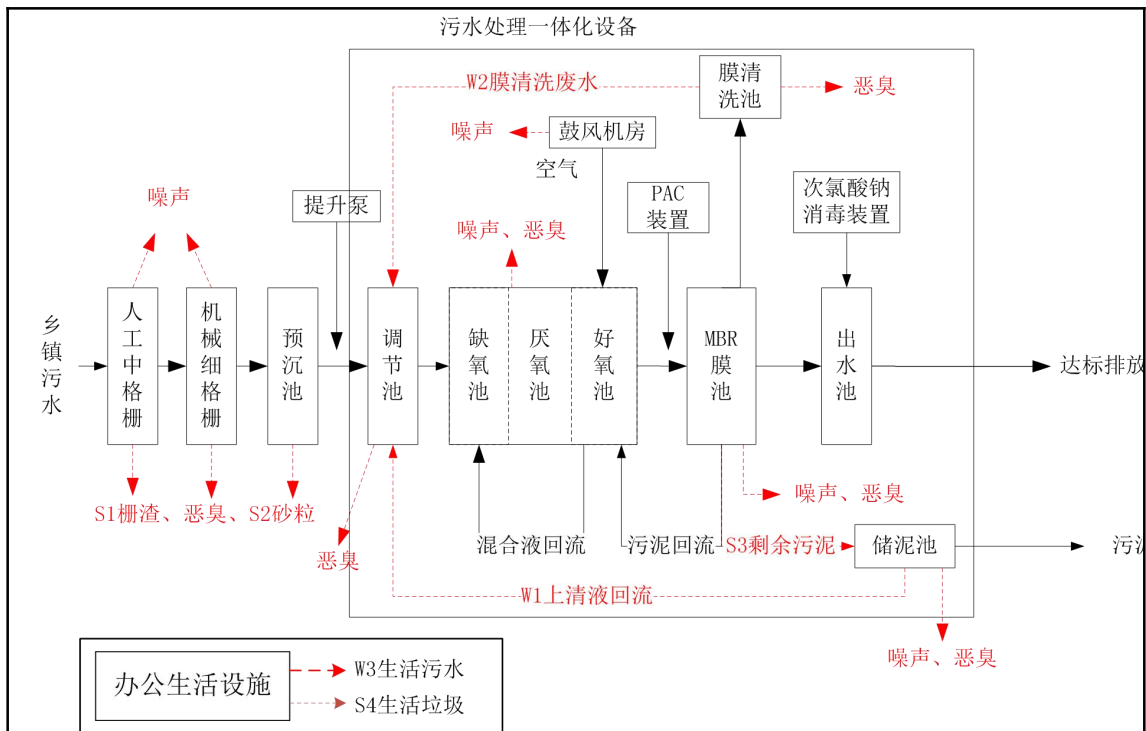 污水处理一体化设备
W2膜清洗废水
膜清
洗池
恶臭
噪声
鼓风机房
空气
噪声
提升泵
噪声、恶臭
PAC
装置
次氯酸钠
消毒装置
乡镇污水
人工中格栅
机械细格栅
预沉池
调节池
缺氧池
厌氧池
好氧池
MBR
膜池
出水池
达标排放
S1栅渣、恶臭、S2砂粒
恶臭
混合液回流
污泥回流
噪声、恶臭
S3剩余污泥
储泥池
W1上清液回流
噪声、恶臭
办公生活设施
W3生活污水
S4生活垃圾